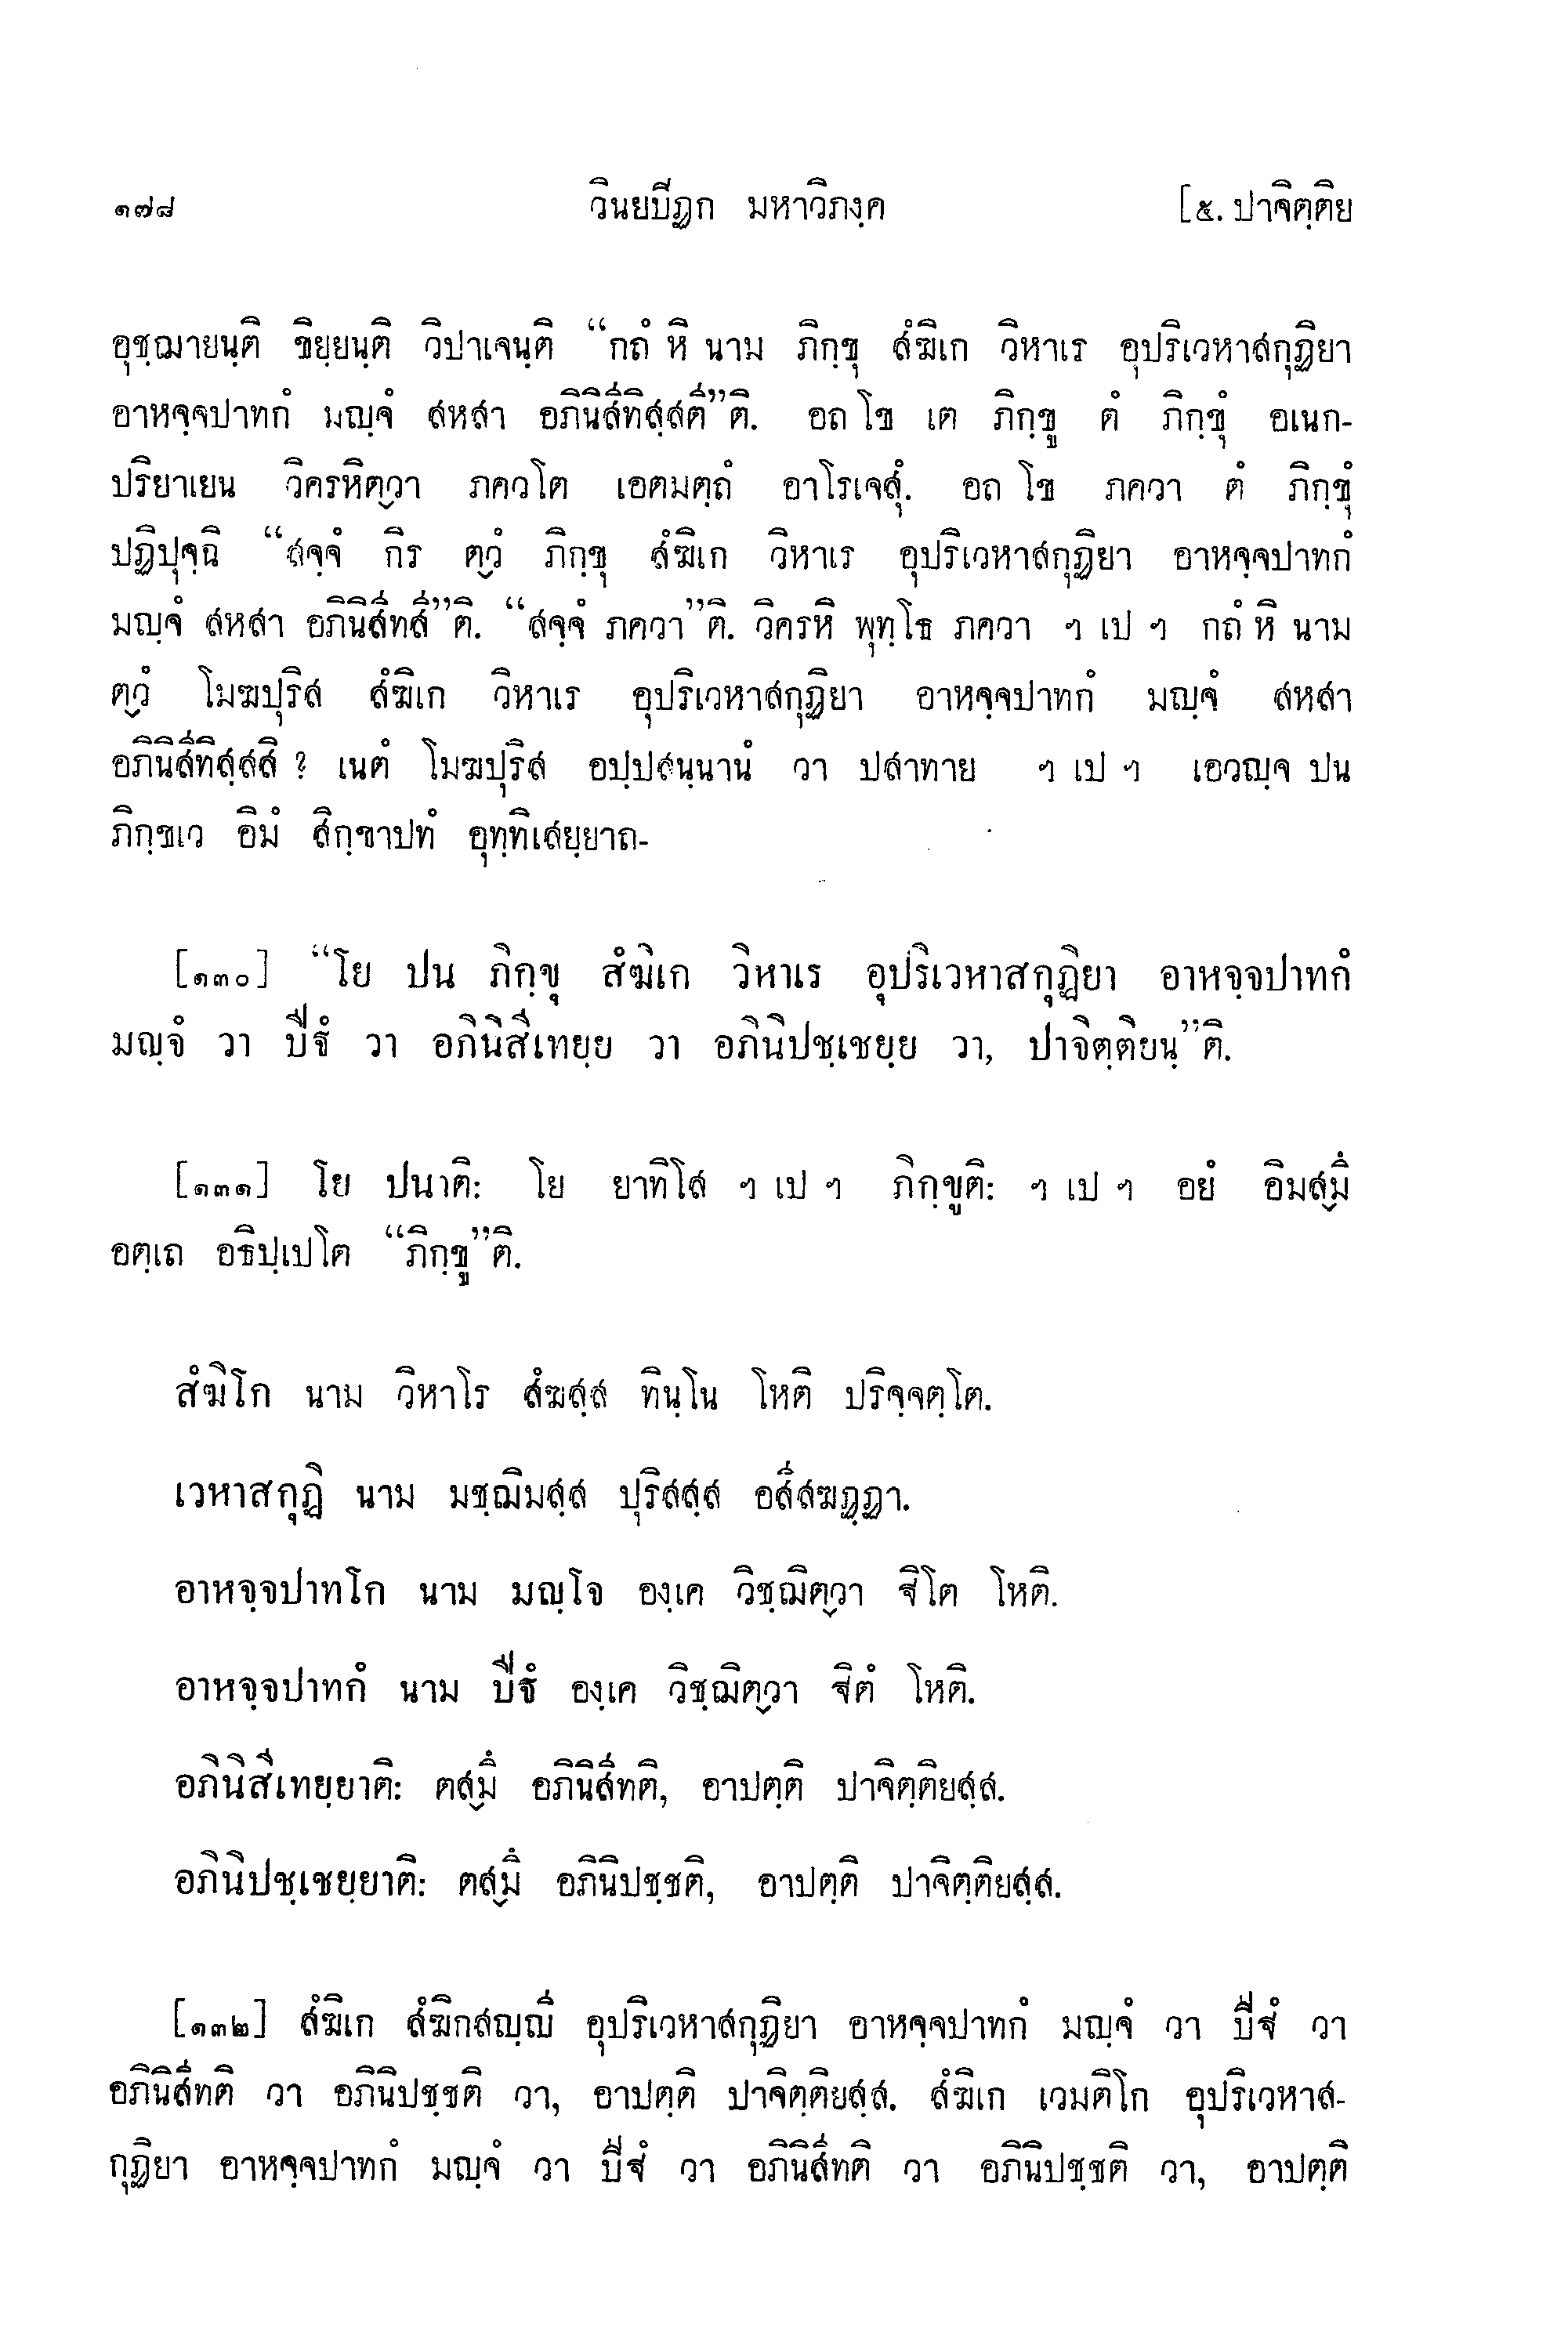 ๑๗๘ วินยปิฏก มหาวิภงฺค [๕. ปาจิตฺติย
อุชฺฌายนฺติ ขิยฺยนฺติ วิปาเจนฺติ “กถํ หิ นาม ภิกฺขุ สํฆิเก วิหาเร อุปริเวหาสกุฏิยา
อาหจฺจปาทกํ มญฺจํ สหสา อภินิสีทิสฺสตี”ติ. อถ โข เต ภิกฺขู ตํ ภิกฺขุํ อเนก-
ปริยาเยน วิครหิตฺวา ภควโต เอตมตฺถํ อาโรเจสุํ. อถ โข ภควา ตํ ภิกฺขุํ
ปฏิปุจฺฉิ “สจฺจํ กิร ตฺวํ ภิกฺขุ สํฆิเก วิหาเร อุปริเวหาสกุฏิยา อาหจฺจปาทกํ
มญฺจํ สหสา อภินิสีทสี”ติ. “สจฺจํ ภควา”ติ. วิครหิ พุทฺโธ ภควา ฯ เป ฯ กถํ หิ นาม
ตฺวํ โมฆปุริส สํฆิเก วิหาเร อุปริเวหาสกุฏิยา อาหจฺจปาทกํ มญฺจํ สหสา
อภินิสีทิสฺสสิ ? เนตํ โมฆปุริส อปฺปสนฺนานํ วา ปสาทาย ฯ เป ฯ เอวญฺจ ปน
ภิกฺขเว อิมํ สิกฺขาปทํ อุทฺทิเสยฺยาถ-
[๑๓๐] “โย ปน ภิกฺขุ สํฆิเก วิหาเร อุปริเวหาสกุฏิยา อาหจฺจปาทกํ
มญฺจํ วา ปีฐํ วา อภินิสีเทยฺย วา อภินิปชฺเชยฺย วา, ปาจิตฺติยนฺ”ติ.
[๑๓๑] โย ปนาติ: โย ยาทิโส ฯ เป ฯ ภิกฺขูติ: ฯ เป ฯ อยํ อิมสฺมึ
อตฺเถ อธิปฺเปโต “ภิกฺขู”ติ.
สํฆิโก นาม วิหาโร สํฆสฺส ทินฺโน โหติ ปริจฺจตฺโต.
เวหาสกุฏิ นาม มชฺฌิมสฺส ปุริสสฺส อสีสฆฏฺฏา.
อาหจฺจปาทโก นาม มญฺโจ องฺเค วิชฺฌิตฺวา ฐิโต โหติ.
อาหจฺจปาทกํ นาม ปีฐํ องฺเค วิชฺฌิตฺวา ฐิตํ โหติ.
อภินิสีเทยฺยาติ: ตสฺมึ อภินิสีทติ, อาปตฺติ ปาจิตฺติยสฺส.
อภินิปชฺเชยฺยาติ: ตสฺมึ อภินิปชฺชติ, อาปตฺติ ปาจิตฺติยสฺส.
[๑๓๒] สํฆิเก สํฆิกสญฺญี อุปริเวหาสกุฏิยา อาหจฺจปาทกํ มญฺจํ วา ปีฐํ วา
อภินิสีทติ วา อภินิปชฺชติ วา, อาปตฺติ ปาจิตฺติยสฺส. สํฆิเก เวมติโก อุปริเวหาส-
กุฏิยา อาหจฺจปาทกํ มญฺจํ วา ปีฐํ วา อภินิสีทติ วา อภินิปชฺชติ วา, อาปตฺติ